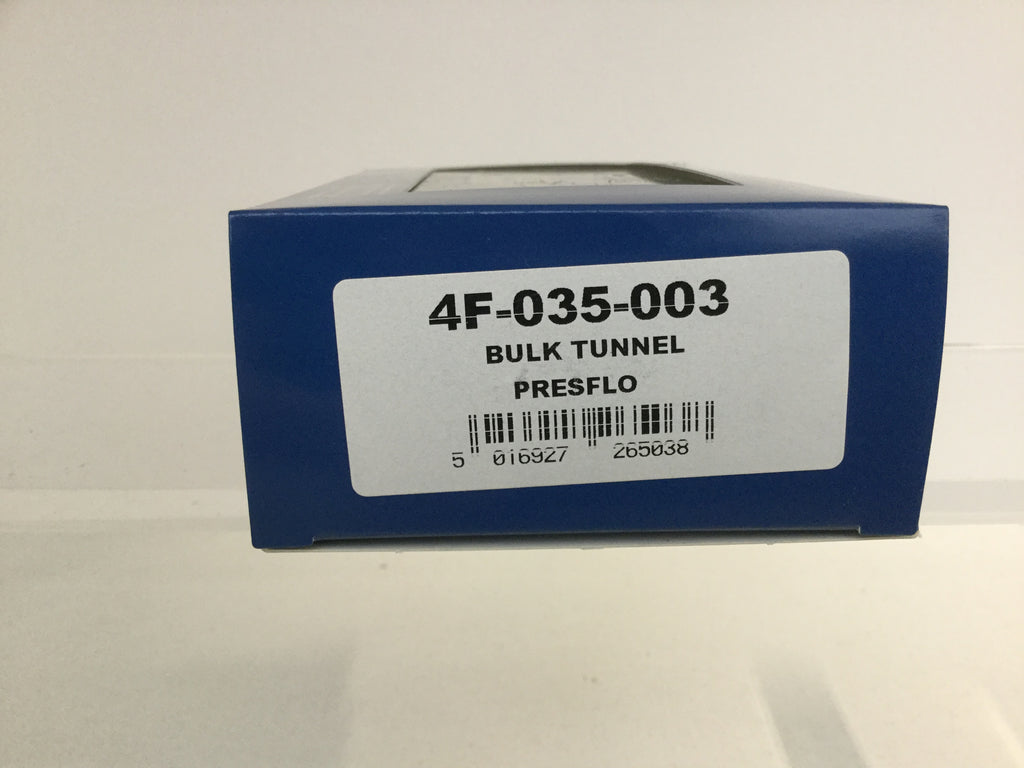 4F-035-003
BULK TUNNEL
PRESFLO
5 016927 265038